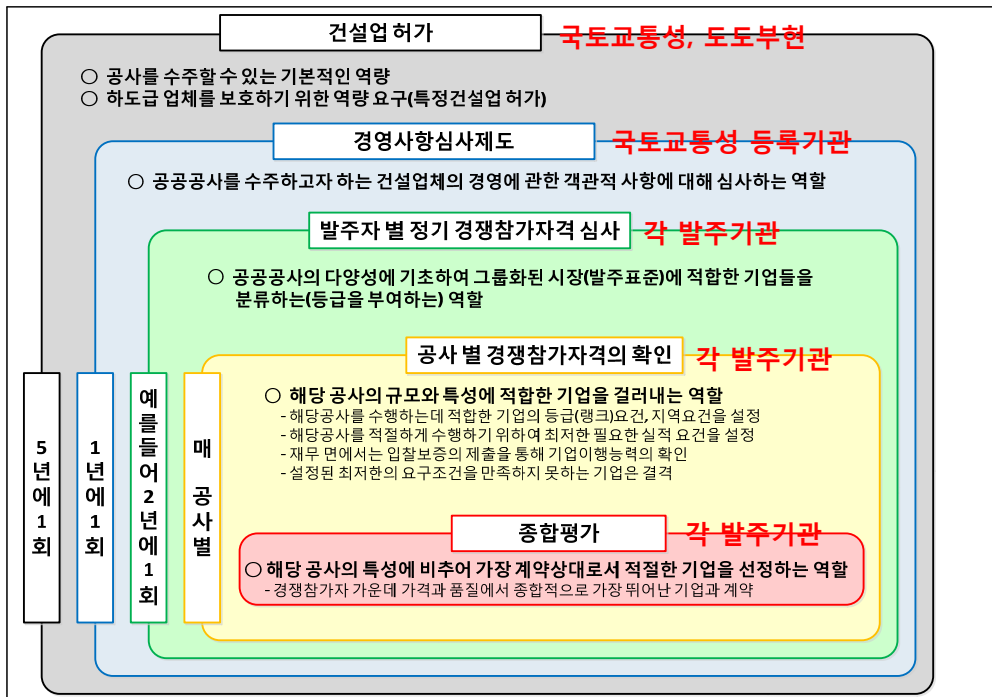 건설업 허가
국토교통성, 도도부현
○ 공사를 수주할 수 있는 기본적인 역량
○ 하도급 업체를 보호하기 위한 역량 요구(특정건설업 허가)
경영사항심사제도
국토교통성 등록기관
○ 공공공사를 수주하고자 하는 건설업체의 경영에 관한 객관적 사항에 대해 심사하는 역할
발주자 별 정기 경쟁참가자격 심사
각 발주기관
○ 공공공사의 다양성에 기초하여 그룹화된 시장(발주표준)에 적합한 기업들을
분류하는(등급을 부여하는) 역할
공사 별 경쟁참가자격의 확인
각 발주기관
○ 해당 공사의 규모와 특성에 적합한 기업을 걸러내는 역할
- 해당공사를 수행하는데 적합한 기업의 등급(랭크)요건, 지역요건을 설정
- 해당공사를 적절하게 수행하기 위하여 최저한 필요한 실적 요건을 설정
- 재무 면에서는 입찰보증의 제출을 통해 기업이행능력의 확인
- 설정된 최저한의 요구조건을 만족하지 못하는 기업은 결격
종합평가
각 발주기관
○ 해당 공사의 특성에 비추어 가장 계약상대로서 적절한 기업을 선정하는 역할
- 경쟁참가자 가운데 가격과 품질에서 종합적으로 가장 뛰어난 기업과 계약
5년에1회
1년에1회
예를들어2년에1회
매 공사별